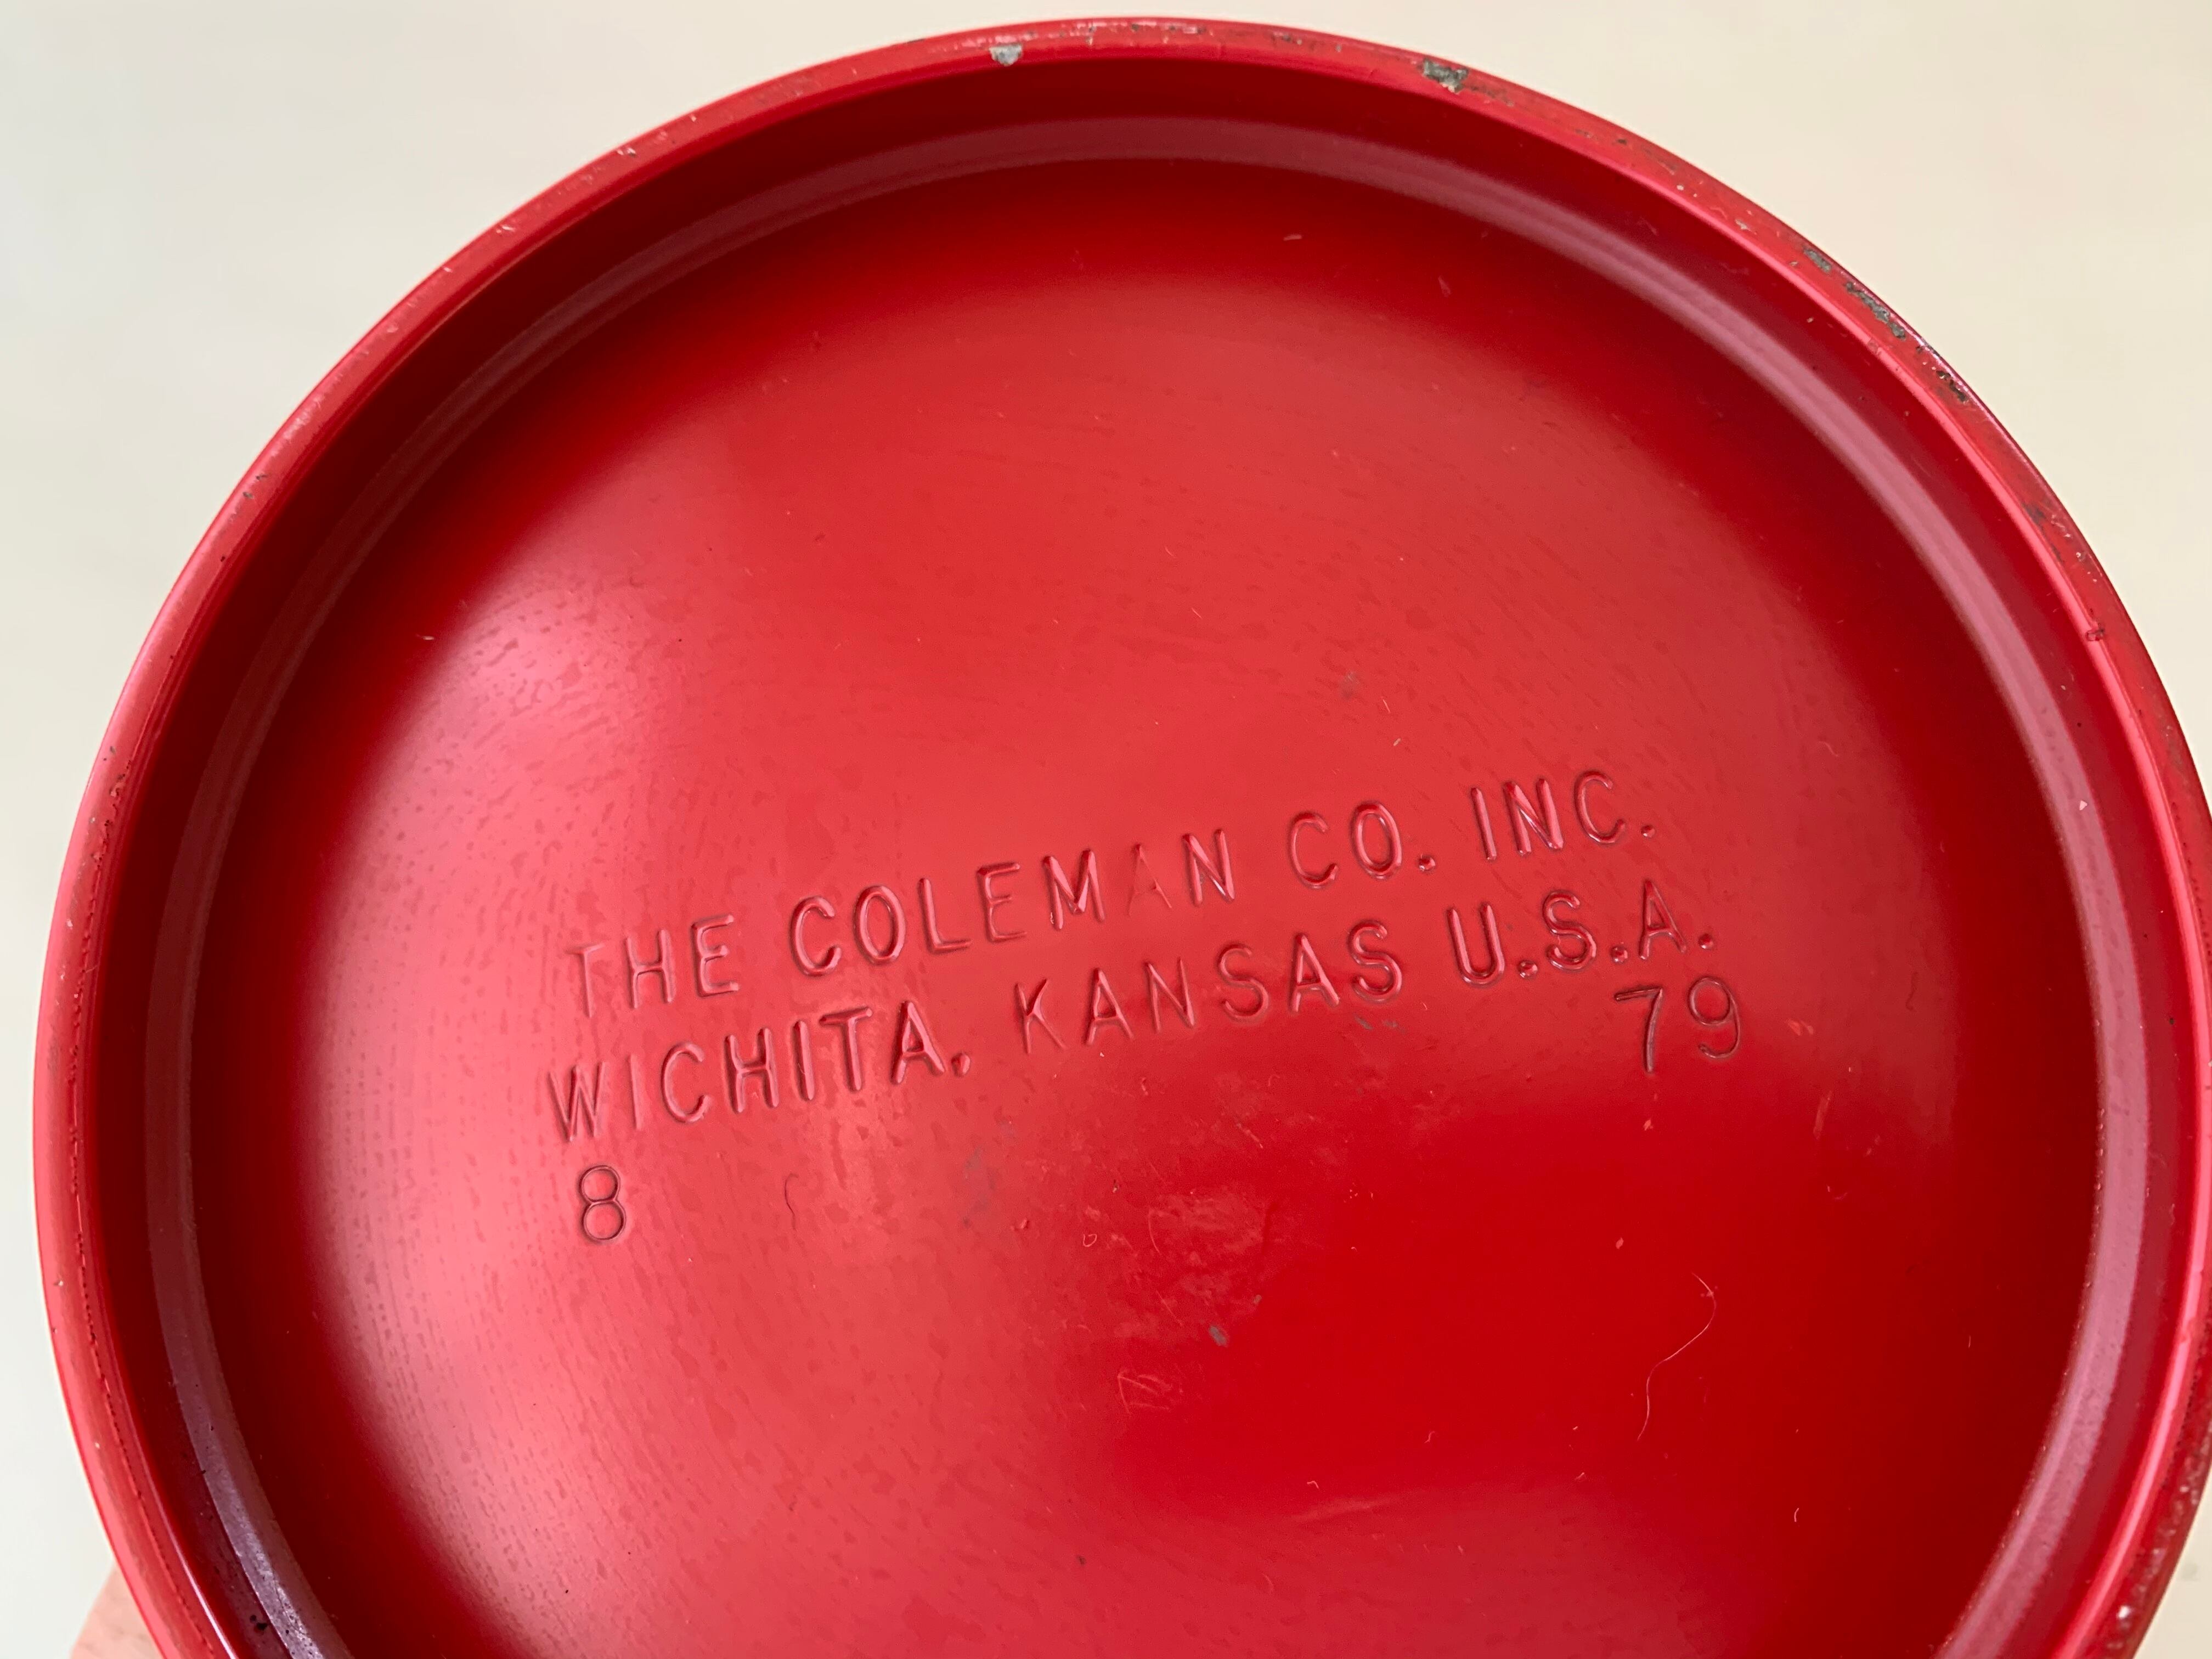 THE COLEMAN CO. INC.
WICHITA, KANSAS U.S.A.
8 79